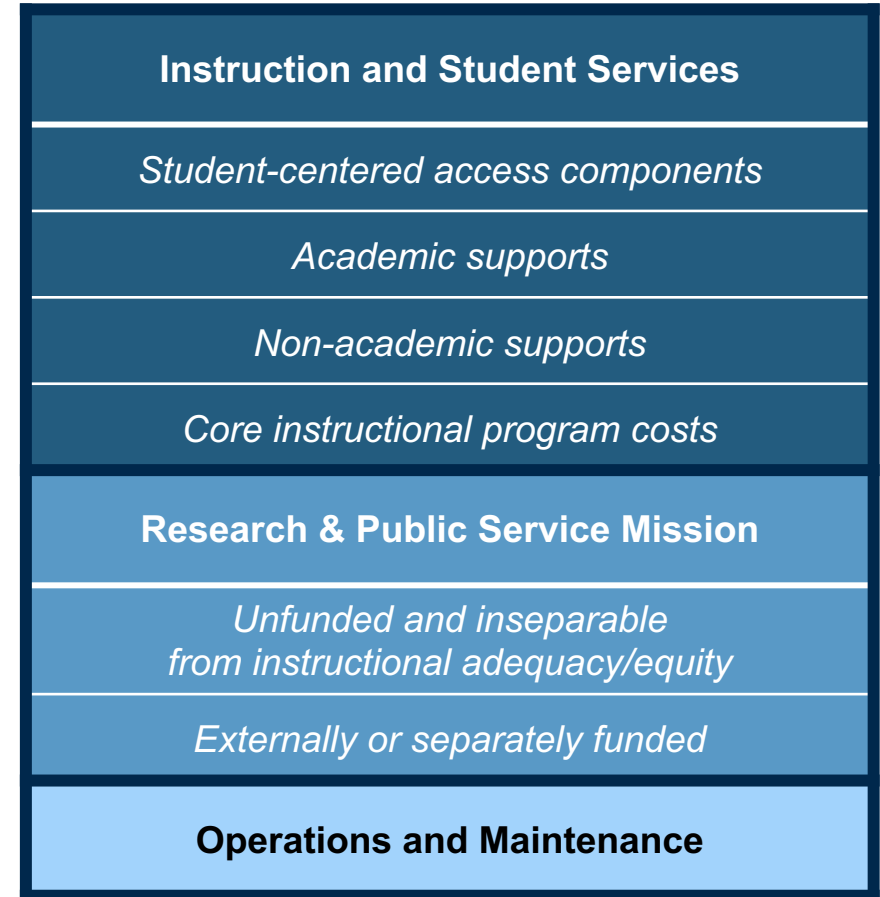 Instruction and Student Services
Student-centered access components
Academic supports
Non-academic supports
Core instructional program costs
Research & Public Service Mission
Unfunded and inseparable
from instructional adequacy/equity
Externally or separately funded
Operations and Maintenance